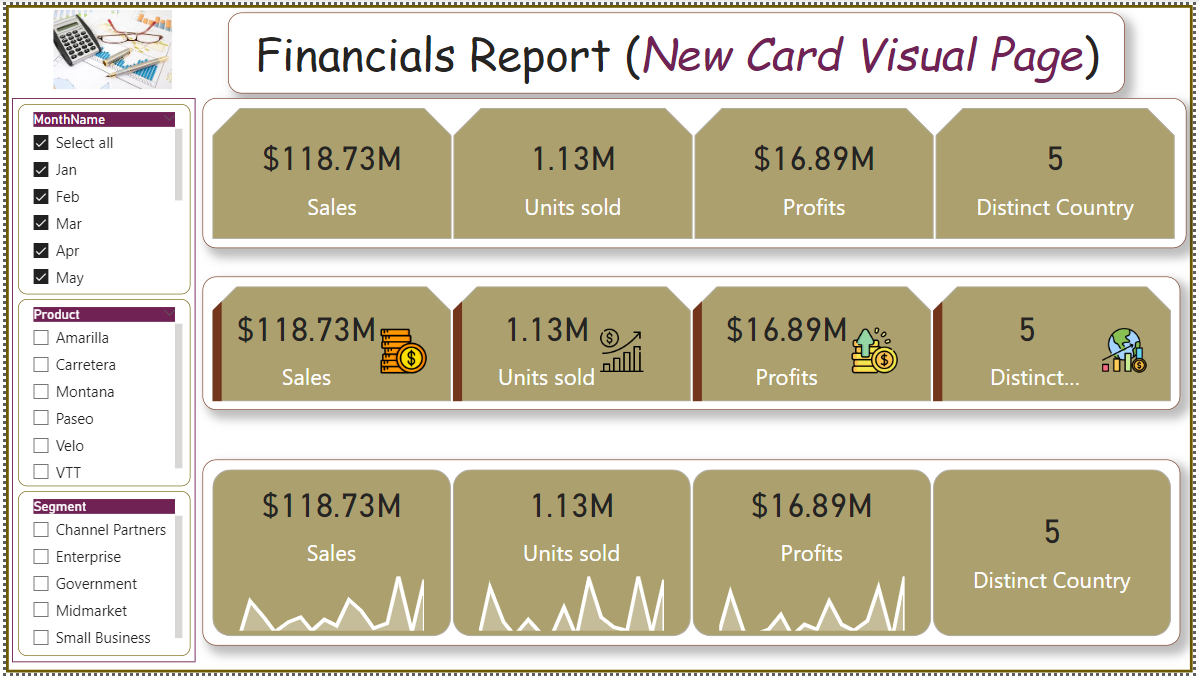 Financials Report (New Card Visual Page)
MonthName
Select all
Jan
Feb
Mar
Apr
May
Product
Amarilla
Carretera
Montana
Paseo
Velo
VTT
Segment
Channel Partners
Enterprise
Government
Midmarket
Small Business
$118.73M
Sales
1.13M
Units sold
$16.89M
Profits
5
Distinct Country
$118.73M
Sales
1.13M
Units sold
$16.89M
Profits
5
Distinct...
$118.73M
Sales
1.13M
Units sold
$16.89M
Profits
5
Distinct Country